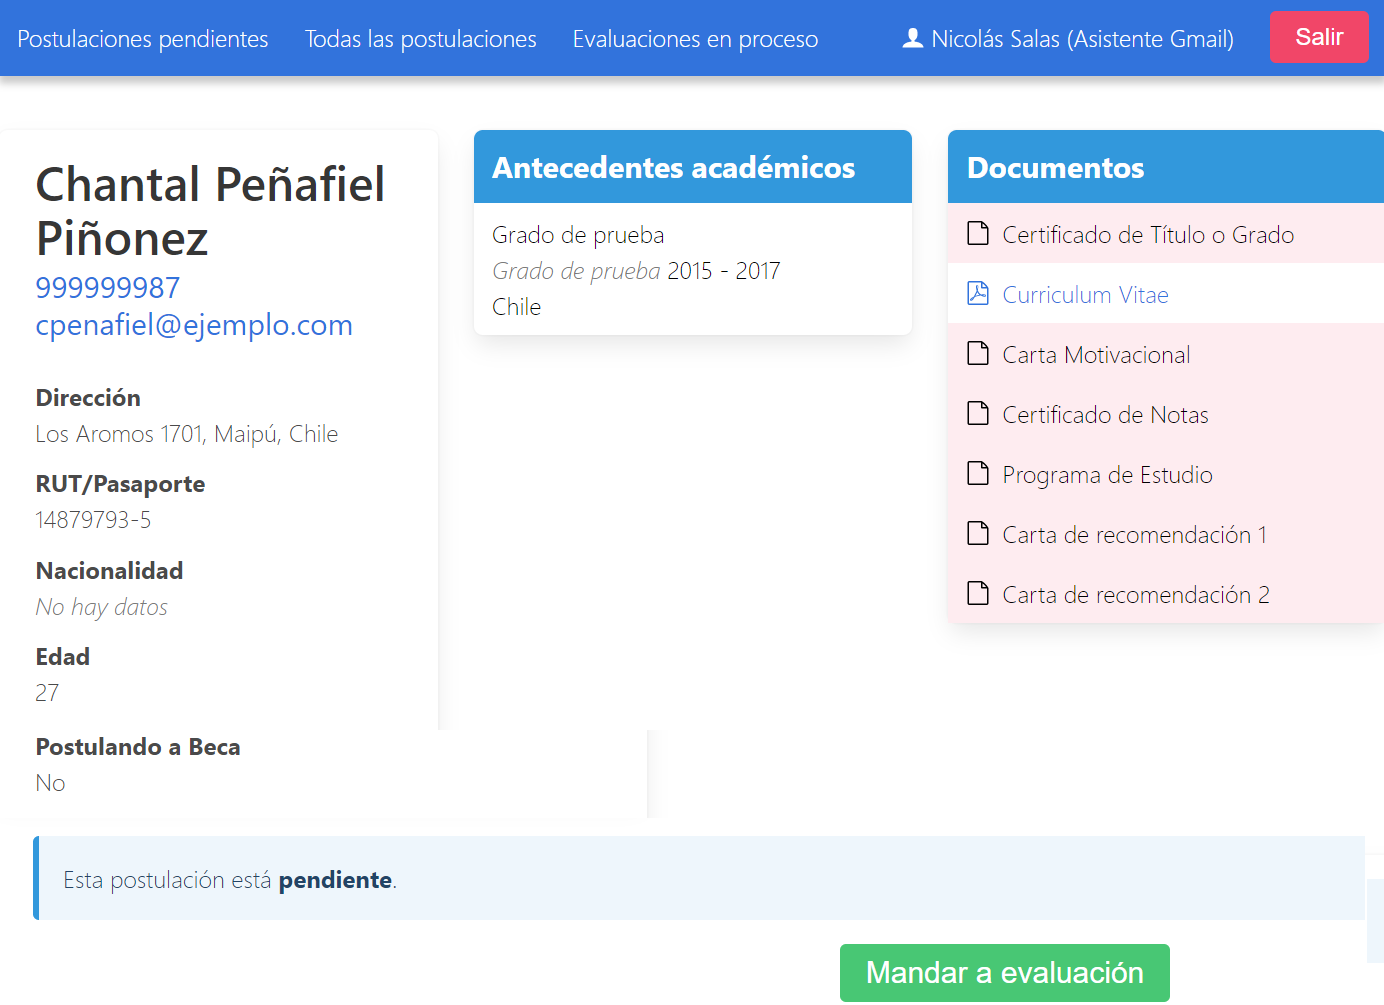 Postulaciones pendientes Todas las postulaciones Evaluaciones en proceso Nicolás Salas (Asistente Gmail) Salir
Chantal Peñafiel
Piñonez
999999987
cpenafiel@ejemplo.com
Dirección
Los Aromos 1701, Maipú, Chile
RUT/Pasaporte
14879793-5
Nacionalidad
No hay datos
Edad
27
Postulando a Beca
No
Antecedentes académicos
Grado de prueba
Grado de prueba 2015 - 2017
Chile
Documentos
Certificado de Título o Grado
Curriculum Vitae
Carta Motivacional
Certificado de Notas
Programa de Estudio
Carta de recomendación 1
Carta de recomendación 2
Esta postulación está pendiente.
Mandar a evaluación